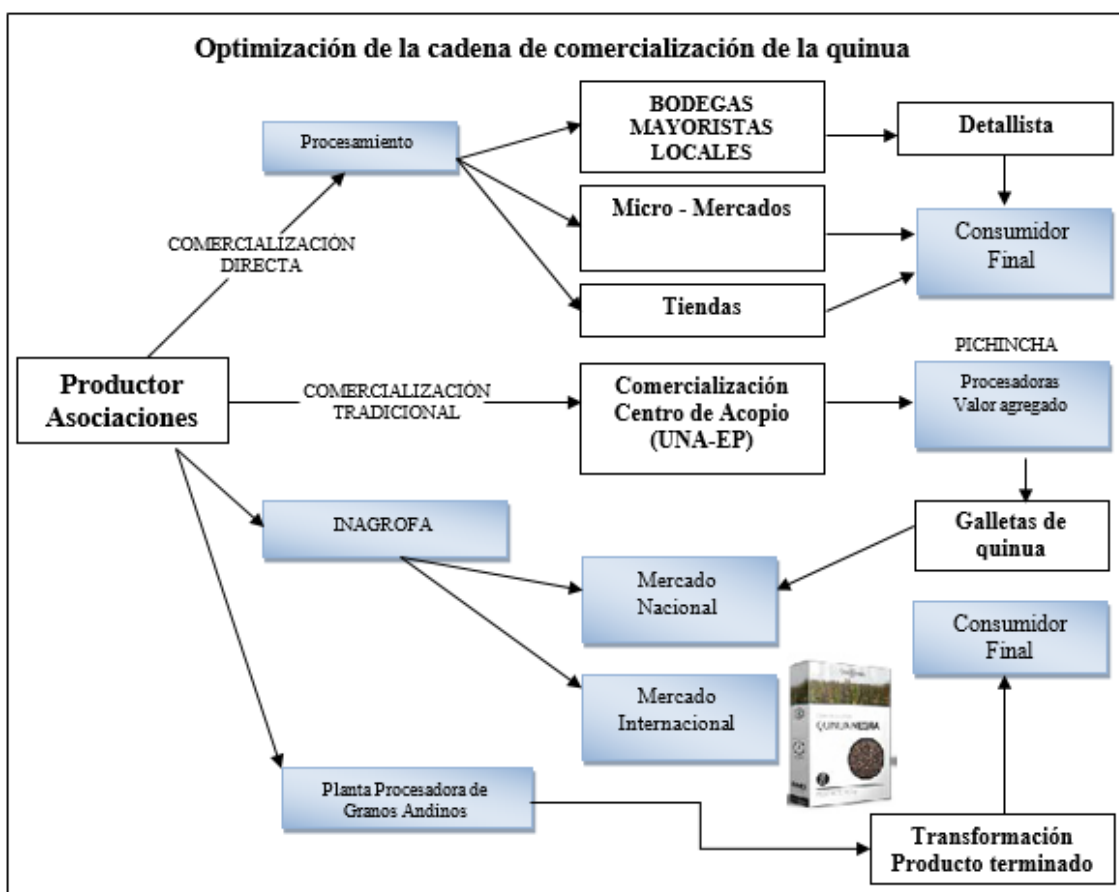 Optimización de la cadena de comercialización de la quinua
Procesamiento
BODEGAS
MAYORISTAS
LOCALES
Detallista
Micro - Mercados
Consumidor
Final
COMERCIALIZACIÓN
DIRECTA
Tiendas
PICHINCHA
Productor
Asociaciones
COMERCIALIZACIÓN
TRADICIONAL
Comercialización
Centro de Acopio
(UNA-EP)
Procesadoras
Valor agregado
INAGROFA
Galletas de
quinua
Mercado
Nacional
Consumidor
Final
Mercado
Internacional
QUINUA NEGRA
Planta Procesadora de
Granos Andinos
Transformación
Producto terminado